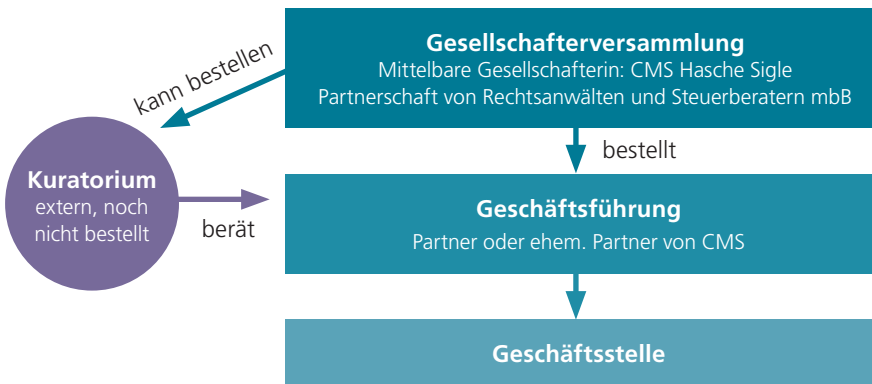 Gesellschafterversammlung
Mittelbare Gesellschafterin: CMS Hasche Sigle
Partnerschaft von Rechtsanwälten und Steuerberatern mbB
kann bestellen
bestellt
Kuratorium
extern, noch
nicht bestellt
berät
Geschäftsführung
Partner oder ehem. Partner von CMS
Geschäftsstelle